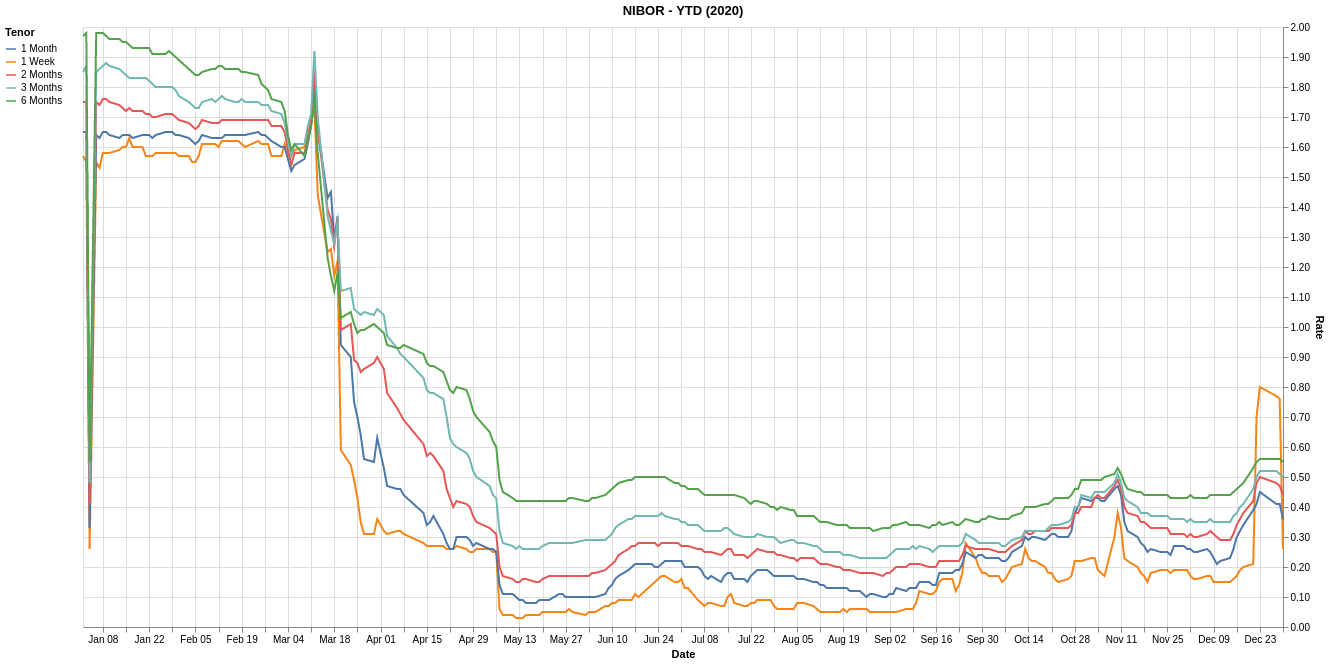 NIBOR - YTD (2020)
Tenor
1 Month
1 Week
2 Months
3 Months
6 Months
2.00
1.90
1.80
1.70
1.60
1.50
1.40
1.30
1.20
1.10
1.00
0.90
0.80
0.70
0.60
0.50
0.40
0.30
0.20
0.10
0.00
Rate
Jan 08 Jan 22 Feb 05 Feb 19 Mar 04 Mar 18 Apr 01 Apr 15 Apr 29 May 13 May 27 Jun 10 Jun 24 Jul 08 Jul 22 Aug 05 Aug 19 Sep 02 Sep 16 Sep 30 Oct 14 Oct 28 Nov 11 Nov 25 Dec 09 Dec 23
Date